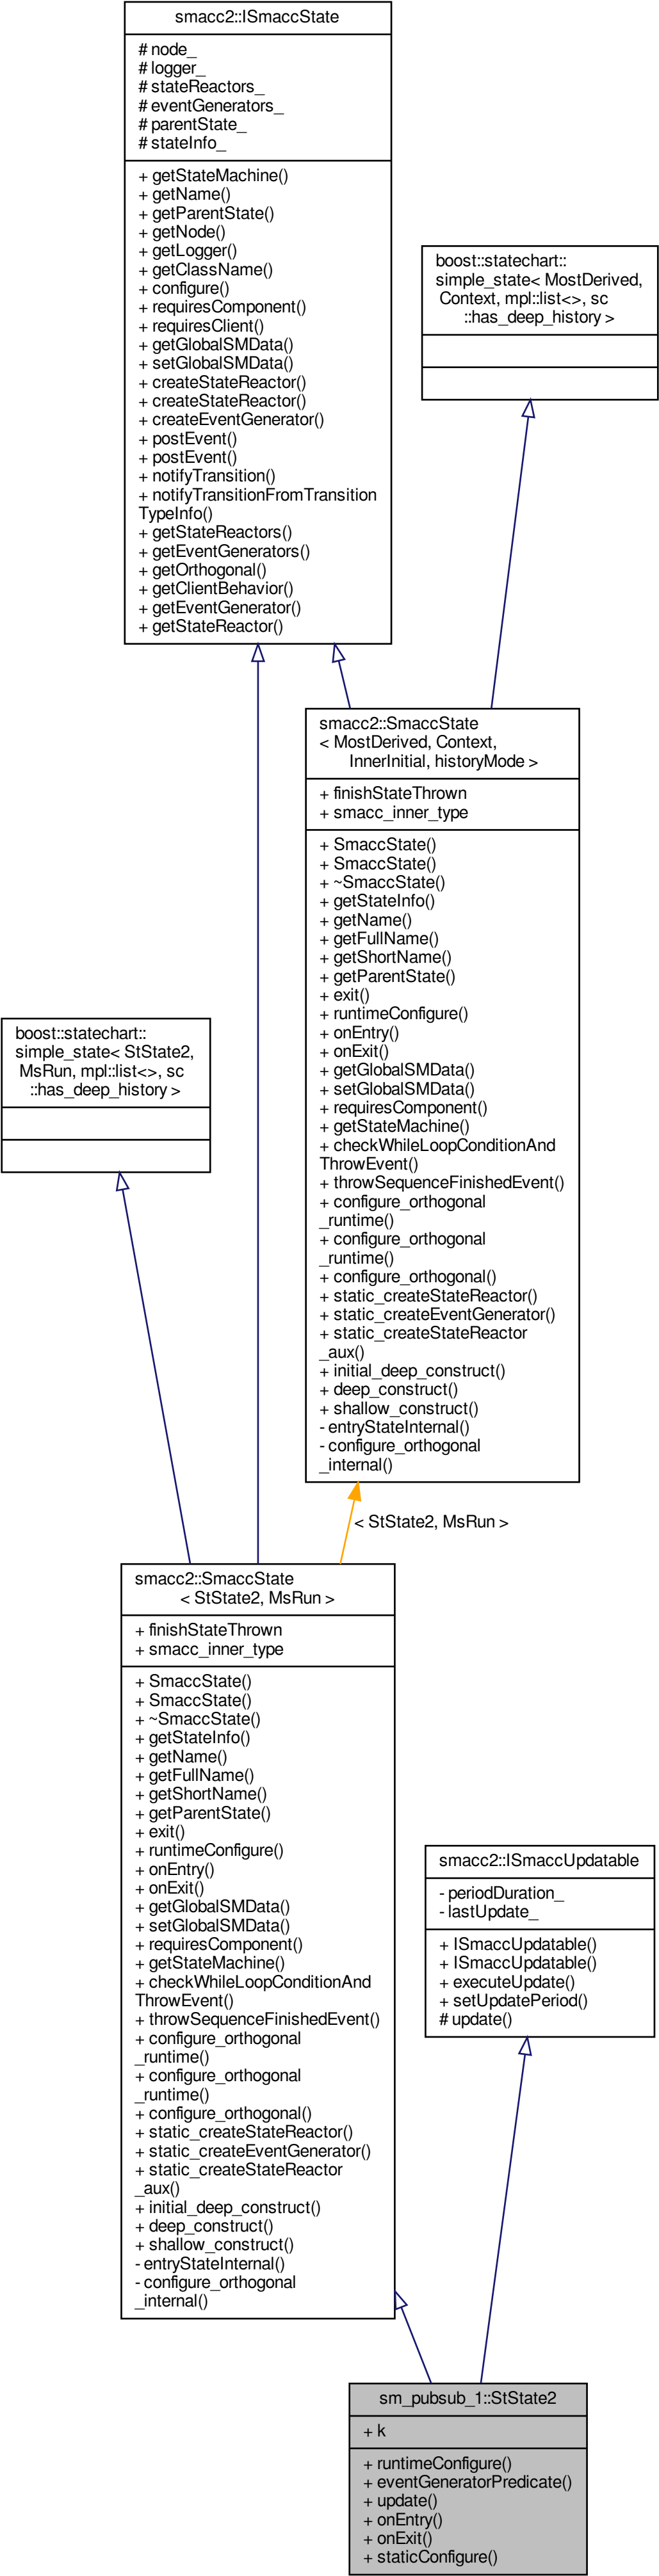 smacc2::ISmaccState
# node_
# logger_
# stateReactors_
# eventGenerators_
# parentState_
# stateInfo_
+ getStateMachine()
+ getName()
+ getParentState()
+ getNode()
+ getLogger()
+ getClassName()
+ configure()
+ requiresComponent()
+ requiresClient()
+ getGlobalSMData()
+ setGlobalSMData()
+ createStateReactor()
+ createStateReactor()
+ createEventGenerator()
+ postEvent()
+ postEvent()
+ notifyTransition()
+ notifyTransitionFromTransition
TypeInfo()
+ getStateReactors()
+ getEventGenerators()
+ getOrthogonal()
+ getClientBehavior()
+ getEventGenerator()
+ getStateReactor()
boost::statechart::
simple_state< MostDerived,
Context, mpl::list<>, sc
::has_deep_history >
smacc2::SmaccState
< MostDerived, Context,
InnerInitial, historyMode >
+ finishStateThrown
+ smacc_inner_type
+ SmaccState()
+ SmaccState()
+ ~SmaccState()
+ getStateInfo()
+ getName()
+ getFullName()
+ getShortName()
+ getParentState()
+ exit()
+ runtimeConfigure()
+ onEntry()
+ onExit()
+ getGlobalSMData()
+ setGlobalSMData()
+ requiresComponent()
+ getStateMachine()
+ checkWhileLoopConditionAnd
ThrowEvent()
+ throwSequenceFinishedEvent()
+ configure_orthogonal
_runtime()
+ configure_orthogonal
_runtime()
+ configure_orthogonal()
+ static_createStateReactor()
+ static_createEventGenerator()
+ static_createStateReactor
_aux()
+ initial_deep_construct()
+ deep_construct()
+ shallow_construct()
- entryStateInternal()
- configure_orthogonal
_internal()
boost::statechart::
simple_state< StState2,
MsRun, mpl::list<>, sc
::has_deep_history >
< StState2, MsRun >
smacc2::SmaccState
< StState2, MsRun >
+ finishStateThrown
+ smacc_inner_type
+ SmaccState()
+ SmaccState()
+ ~SmaccState()
+ getStateInfo()
+ getName()
+ getFullName()
+ getShortName()
+ getParentState()
+ exit()
+ runtimeConfigure()
+ onEntry()
+ onExit()
+ getGlobalSMData()
+ setGlobalSMData()
+ requiresComponent()
+ getStateMachine()
+ checkWhileLoopConditionAnd
ThrowEvent()
+ throwSequenceFinishedEvent()
+ configure_orthogonal
_runtime()
+ configure_orthogonal
_runtime()
+ configure_orthogonal()
+ static_createStateReactor()
+ static_createEventGenerator()
+ static_createStateReactor
_aux()
+ initial_deep_construct()
+ deep_construct()
+ shallow_construct()
- entryStateInternal()
- configure_orthogonal
_internal()
smacc2::ISmaccUpdatable
- periodDuration_
- lastUpdate_
+ ISmaccUpdatable()
+ ISmaccUpdatable()
+ executeUpdate()
+ setUpdatePeriod()
# update()
sm_pubsub_1::StState2
+ k
+ runtimeConfigure()
+ eventGeneratorPredicate()
+ update()
+ onEntry()
+ onExit()
+ staticConfigure()